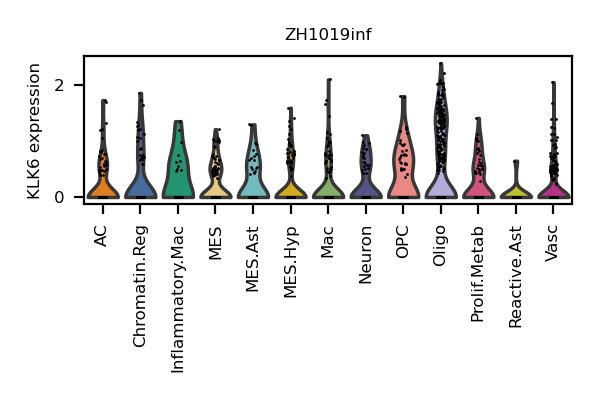 ZH1019inf
KLK6 expression
2
0
AC
Chromatin.Reg
Inflammatory.Mac
MES
MES.Ast
MES.Hyp
Mac
Neuron
OPC
Oligo
Prolif.Metab
Reactive.Ast
Vasc